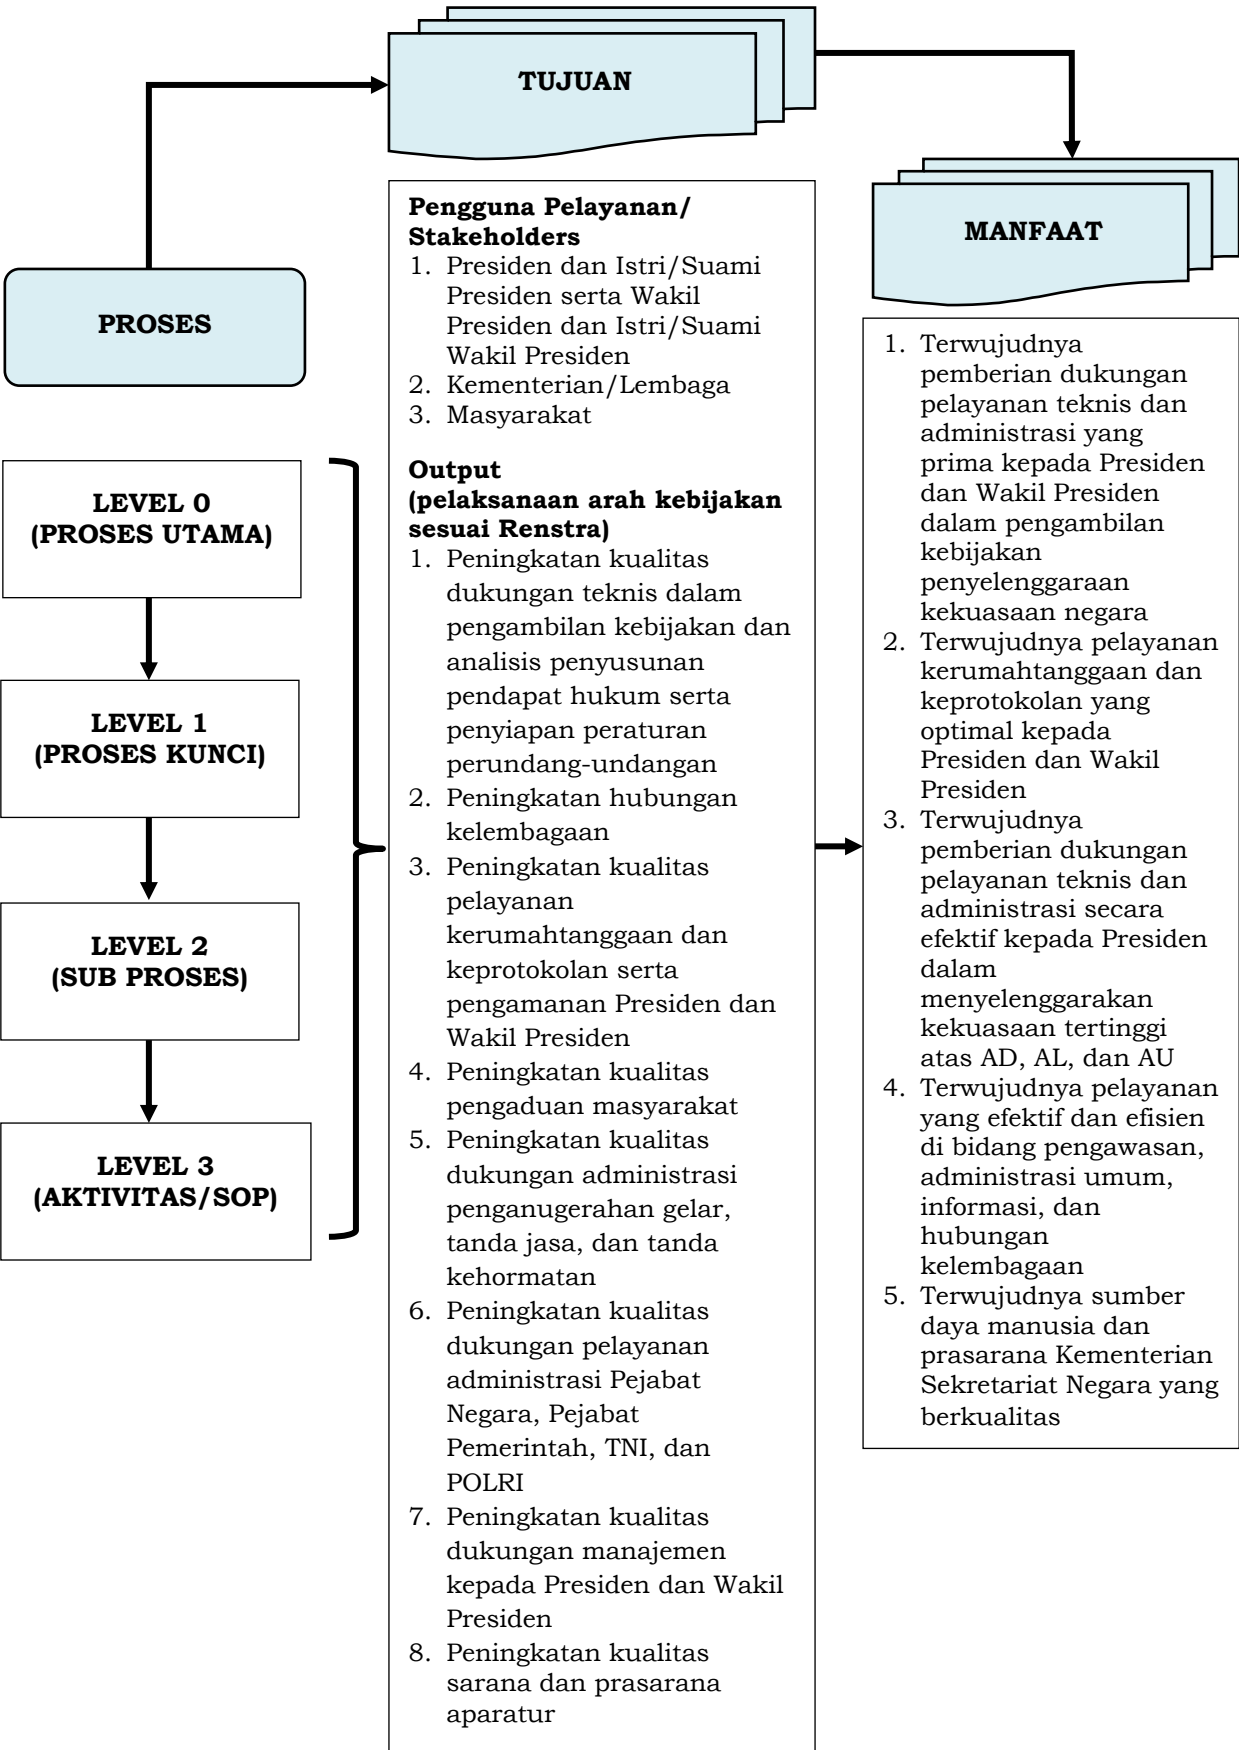 TUJUAN
MANFAAT
PROSES
LEVEL 0
(PROSES UTAMA)
LEVEL 1
(PROSES KUNCI)
LEVEL 2
(SUB PROSES)
LEVEL 3
(AKTIVITAS/SOP)
Pengguna Pelayanan/
Stakeholders
1. Presiden dan Istri/Suami
Presiden serta Wakil
Presiden dan Istri/Suami
Wakil Presiden
2. Kementerian/Lembaga
3. Masyarakat
Output
(pelaksanaan arah kebijakan
sesuai Renstra)
1. Peningkatan kualitas
dukungan teknis dalam
pengambilan kebijakan dan
analisis penyusunan
pendapat hukum serta
penyiapan peraturan
perundang-undangan
2. Peningkatan hubungan
kelembagaan
3. Peningkatan kualitas
pelayanan
kerumahtanggaan dan
keprotokolan serta
pengamanan Presiden dan
Wakil Presiden
4. Peningkatan kualitas
pengaduan masyarakat
5. Peningkatan kualitas
dukungan administrasi
penganugerahan gelar,
tanda jasa, dan tanda
kehormatan
6. Peningkatan kualitas
dukungan pelayanan
administrasi Pejabat
Negara, Pejabat
Pemerintah, TNI, dan
POLRI
7. Peningkatan kualitas
dukungan manajemen
kepada Presiden dan Wakil
Presiden
8. Peningkatan kualitas
sarana dan prasarana
aparatur
1. Terwujudnya
pemberian dukungan
pelayanan teknis dan
administrasi yang
prima kepada Presiden
dan Wakil Presiden
dalam pengambilan
kebijakan
penyelenggaraan
kekuasaan negara
2. Terwujudnya pelayanan
kerumahtanggaan dan
keprotokolan yang
optimal kepada
Presiden dan Wakil
Presiden
3. Terwujudnya
pemberian dukungan
pelayanan teknis dan
administrasi secara
efektif kepada Presiden
dalam
menyelenggarakan
kekuasaan tertinggi
atas AD, AL, dan AU
4. Terwujudnya pelayanan
yang efektif dan efisien
di bidang pengawasan,
administrasi umum,
informasi, dan
hubungan
kelembagaan
5. Terwujudnya sumber
daya manusia dan
prasarana Kementerian
Sekretariat Negara yang
berkualitas